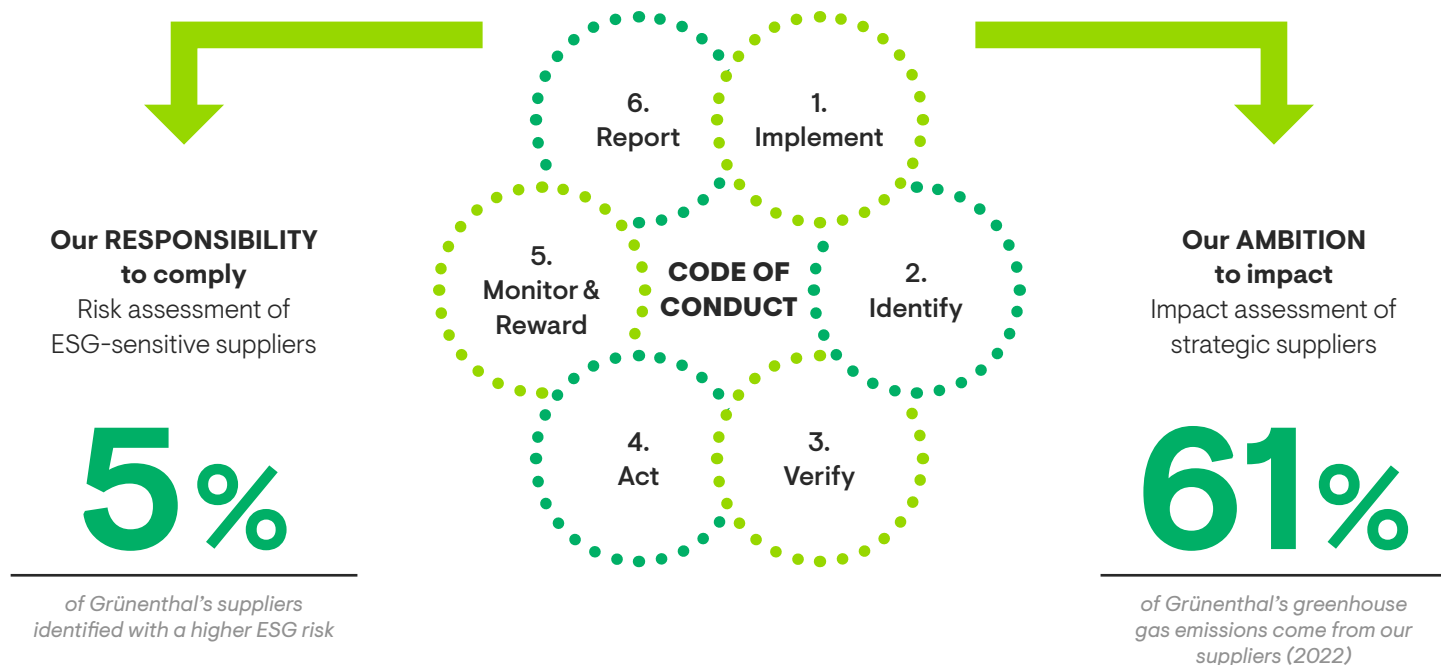 Our RESPONSIBILITY
to comply
Risk assessment of
ESG-sensitive suppliers
5%
of Grünenthal's suppliers
identified with a higher ESG risk
CODE OF
CONDUCT
1.
Implement
2.
Identify
3.
Verify
4.
Act
5.
Monitor &
Reward
6.
Report
Our AMBITION
to impact
Impact assessment of
strategic suppliers
61%
of Grünenthal's greenhouse
gas emissions come from our
suppliers (2022)